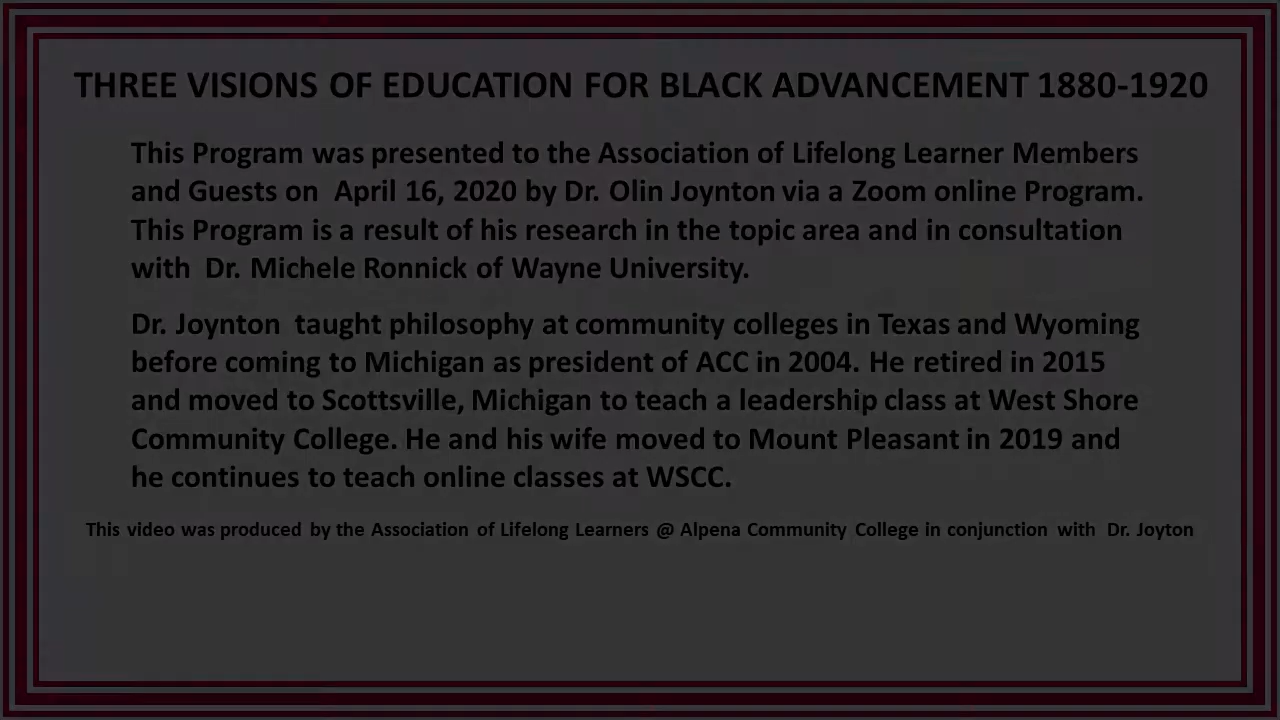 THREE VISIONS OF EDUCATION FOR BLACK ADVANCEMENT 1880-1920
This Program was presented to the Association of Lifelong Learner Members
and Guests on April 16, 2020 by Dr. Olin Joynton via a Zoom online Program.
This Program is a result of his research in the topic area and in consultation
with Dr. Michele Ronnick of Wayne University.
Dr. Joynton taught philosophy at community colleges in Texas and Wyoming
before coming to Michigan as president of ACC in 2004. He retired in 2015
and moved to Scottsville, Michigan to teach a leadership class at West Shore
Community College. He and his wife moved to Mount Pleasant in 2019 and
he continues to teach online classes at WSCC.
This video was produced by the Association of Lifelong Learners @ Alpena Community College in conjunction with Dr. Joyton